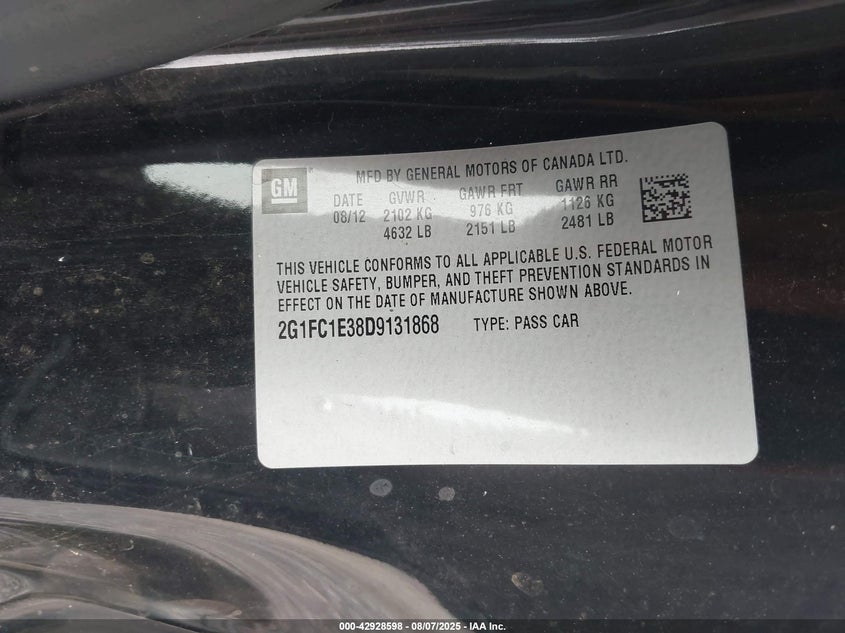 MFD BY GENERAL MOTORS OF CANADA LTD.
GM
DATE GVWR GAWR FRT GAWR RR
08/12 2102 KG 976 KG 1126 KG
4632 LB 2151 LB 2481 LB
THIS VEHICLE CONFORMS TO ALL APPLICABLE U.S. FEDERAL MOTOR
VEHICLE SAFETY, BUMPER, AND THEFT PREVENTION STANDARDS IN
EFFECT ON THE DATE OF MANUFACTURE SHOWN ABOVE.
2G1FC1E38D9131868 TYPE: PASS CAR
000-42928598 - 08/07/2025 - IAA Inc.